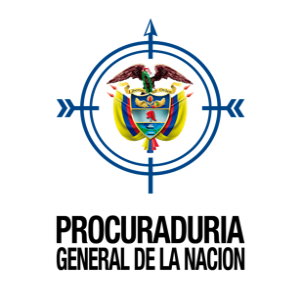 PROCURADURIA
GENERAL DE LA NACION